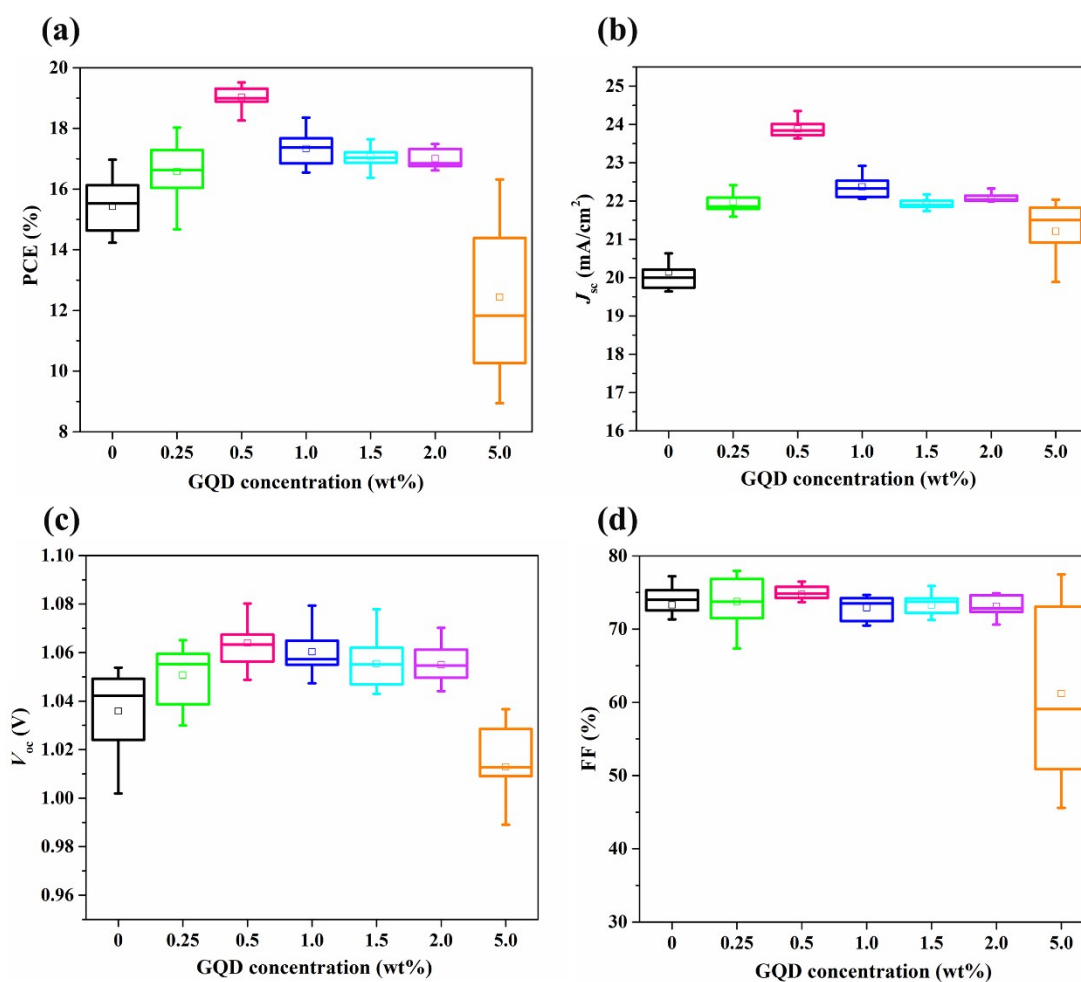 (a)
20
18
16
14
12
10
8
PCE (%)
0 0.25 0.5 1.0 1.5 2.0 5.0
GQD concentration (wt%)
(b)
25
24
23
22
21
20
19
18
17
16
Jsc (mA/cm²)
0 0.25 0.5 1.0 1.5 2.0 5.0
GQD concentration (wt%)
(c)
1.10
1.08
1.06
1.04
1.02
1.00
0.98
0.96
Voc (V)
0 0.25 0.5 1.0 1.5 2.0 5.0
GQD concentration (wt%)
(d)
80
70
60
50
40
30
FF (%)
0 0.25 0.5 1.0 1.5 2.0 5.0
GQD concentration (wt%)